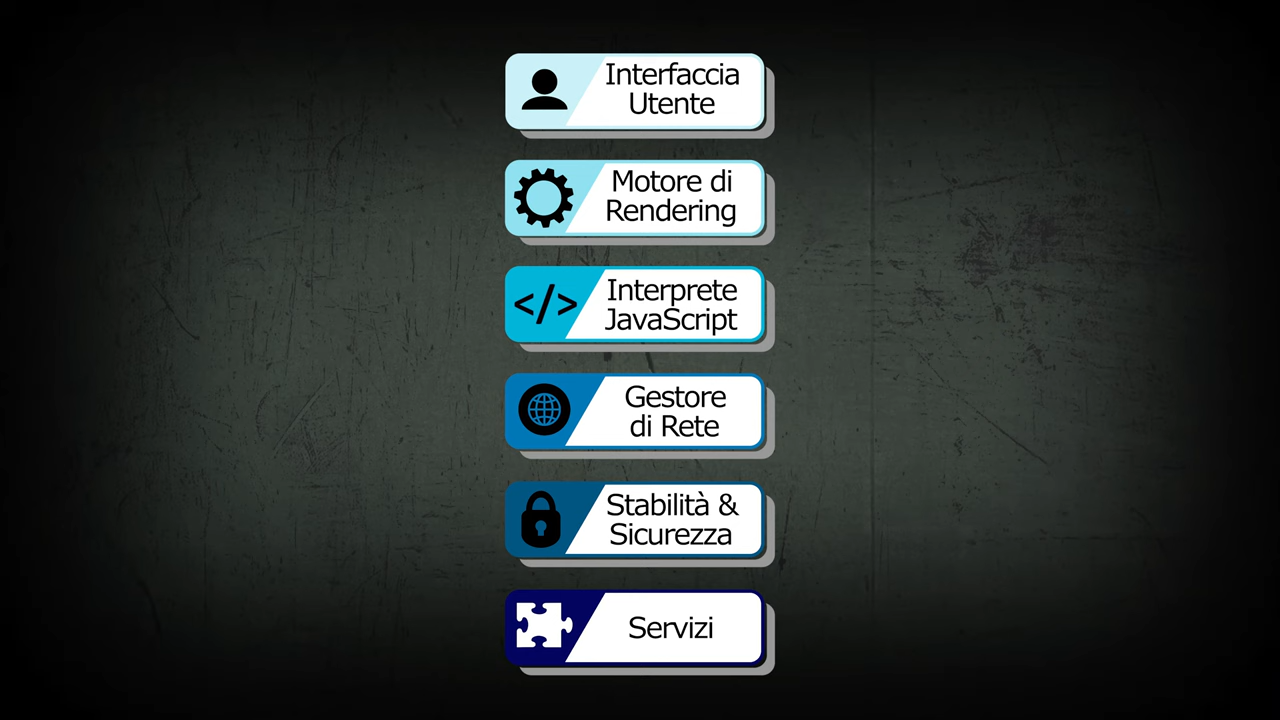 Interfaccia
Utente
Motore di
Rendering
</>
Interprete
JavaScript
Gestore
di Rete
Stabilità &
Sicurezza
Servizi